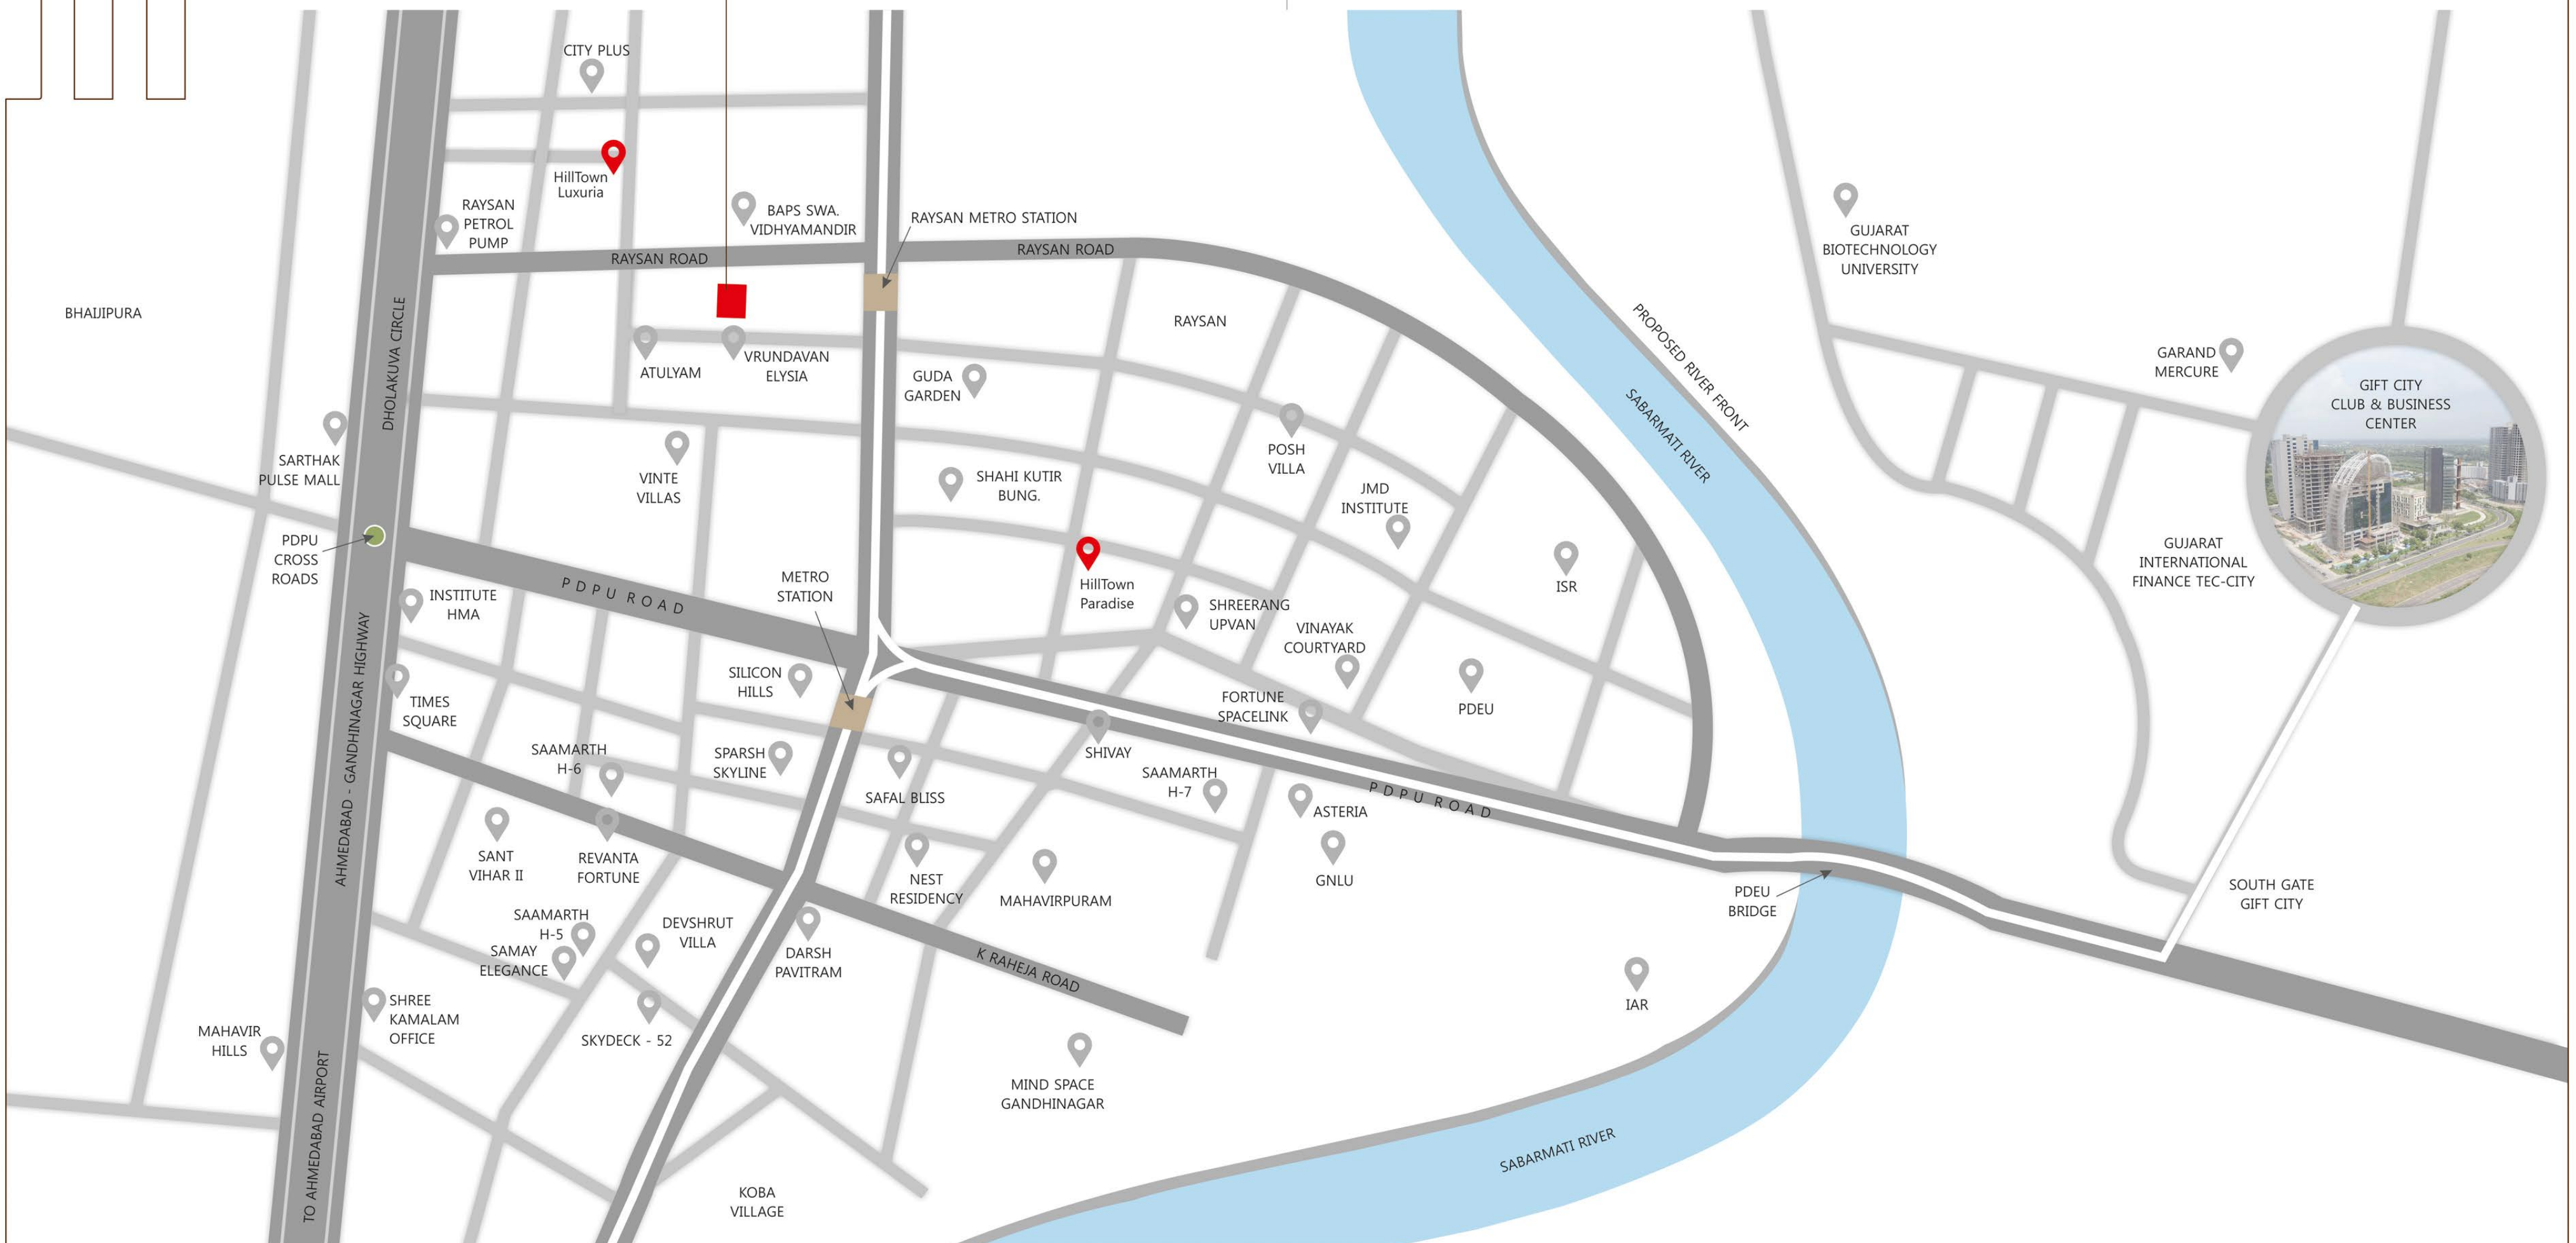 CITY PLUS
HillTown
Luxuria
RAYSAN
PETROL
PUMP
BAPS SWA.
VIDHYAMANDIR
RAYSAN METRO STATION
RAYSAN ROAD
RAYSAN ROAD
GUJARAT
BIOTECHNOLOGY
UNIVERSITY
BHAIJIPURA
DHOLAKUVA CIRCLE
RAYSAN
PROPOSED RIVER FRONT
SABARMATI RIVER
ATULYAM
VRUNDAVAN
ELYSIA
GUDA
GARDEN
GARAND
MERCURE
GIFT CITY
CLUB & BUSINESS
CENTER
SARTHAK
PULSE MALL
VINTE
VILLAS
SHAHI KUTIR
BUNG.
POSH
VILLA
JMD
INSTITUTE
PDPU
CROSS
ROADS
GUJARAT
INTERNATIONAL
FINANCE TEC-CITY
INSTITUTE
HMA
PDPU ROAD
METRO
STATION
HillTown
Paradise
SHREERANG
UPVAN
ISR
VINAYAK
COURTYARD
AHMEDABAD - GANDHINAGAR HIGHWAY
TIMES
SQUARE
SILICON
HILLS
FORTUNE
SPACELINK
PDEU
SAAMARTH
H-6
SPARSH
SKYLINE
SHIVAY
SAFAL BLISS
SAAMARTH
H-7
ASTERIA
PDPU ROAD
SANT
VIHAR II
REVANTA
FORTUNE
NEST
RESIDENCY
MAHAVIRPURAM
GNLU
PDEU
BRIDGE
SOUTH GATE
GIFT CITY
SAAMARTH
H-5
SAMAY
ELEGANCE
DEVSHRUT
VILLA
DARSH
PAVITRAM
K RAHEJA ROAD
IAR
SHREE
KAMALAM
OFFICE
MAHAVIR
HILLS
SKYDECK - 52
MIND SPACE
GANDHINAGAR
TO AHMEDABAD AIRPORT
KOBA
VILLAGE
SABARMATI RIVER